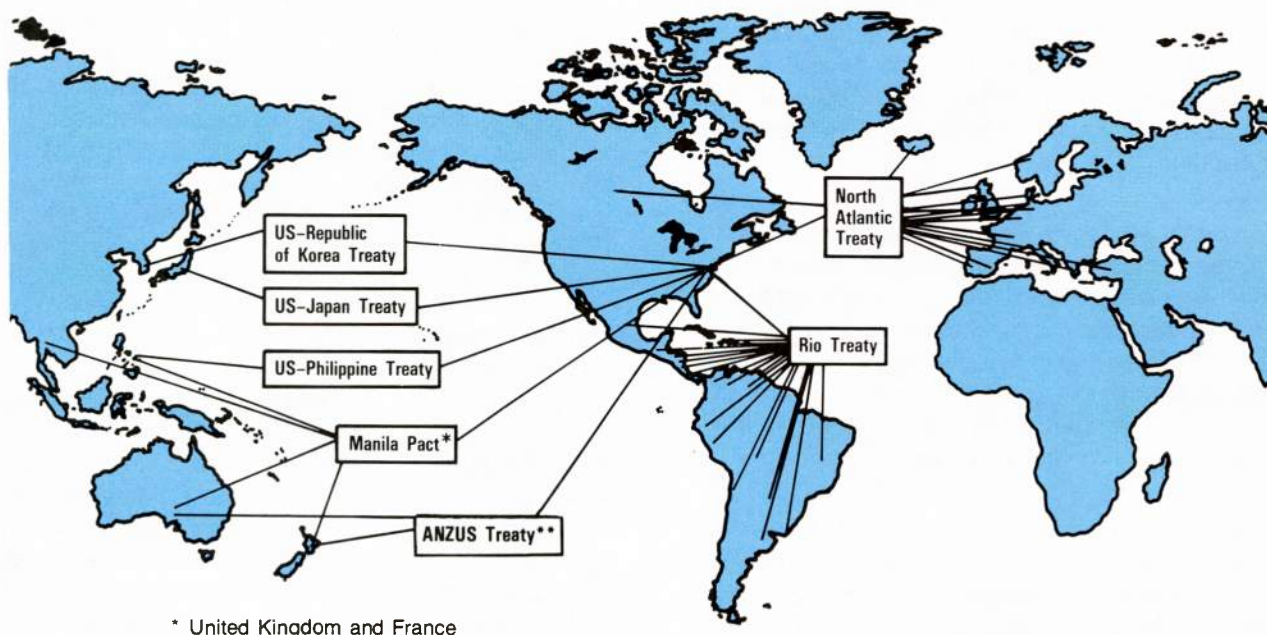 US-Republic
of Korea Treaty
US-Japan Treaty
US-Philippine Treaty
Manila Pact*
ANZUS Treaty**
North
Atlantic
Treaty
Rio Treaty
* United Kingdom and France